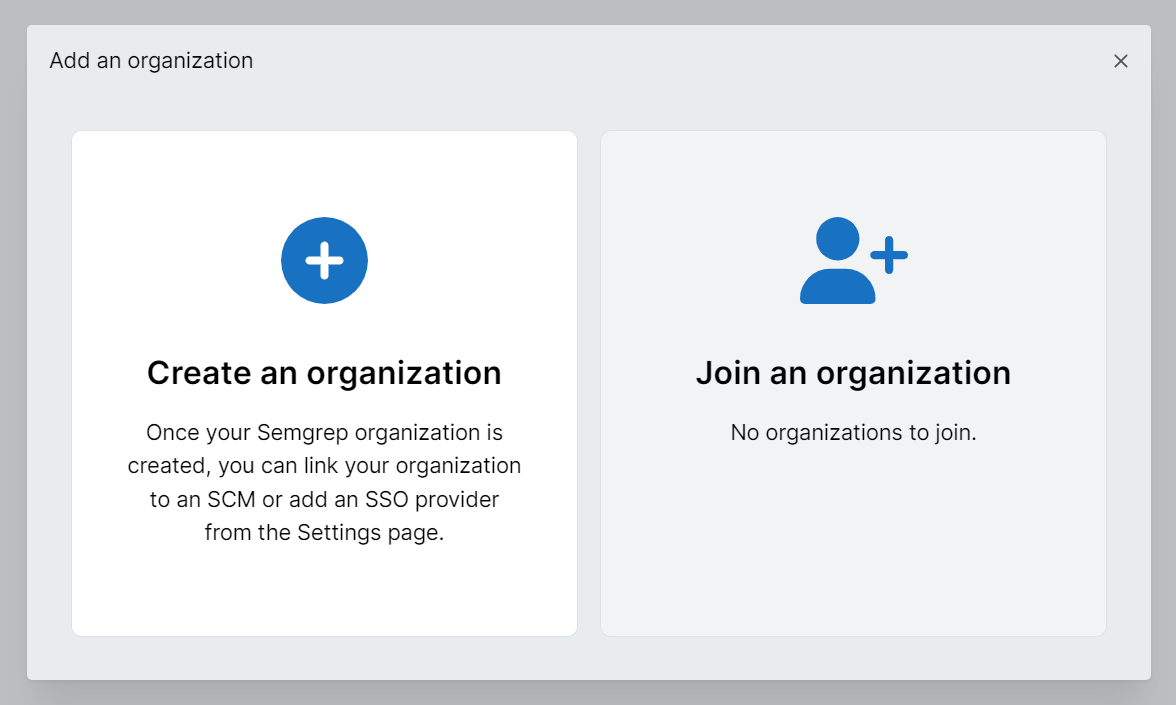 Add an organization
Create an organization
Once your Semgrep organization is
created, you can link your organization
to an SCM or add an SSO provider
from the Settings page.
Join an organization
No organizations to join.